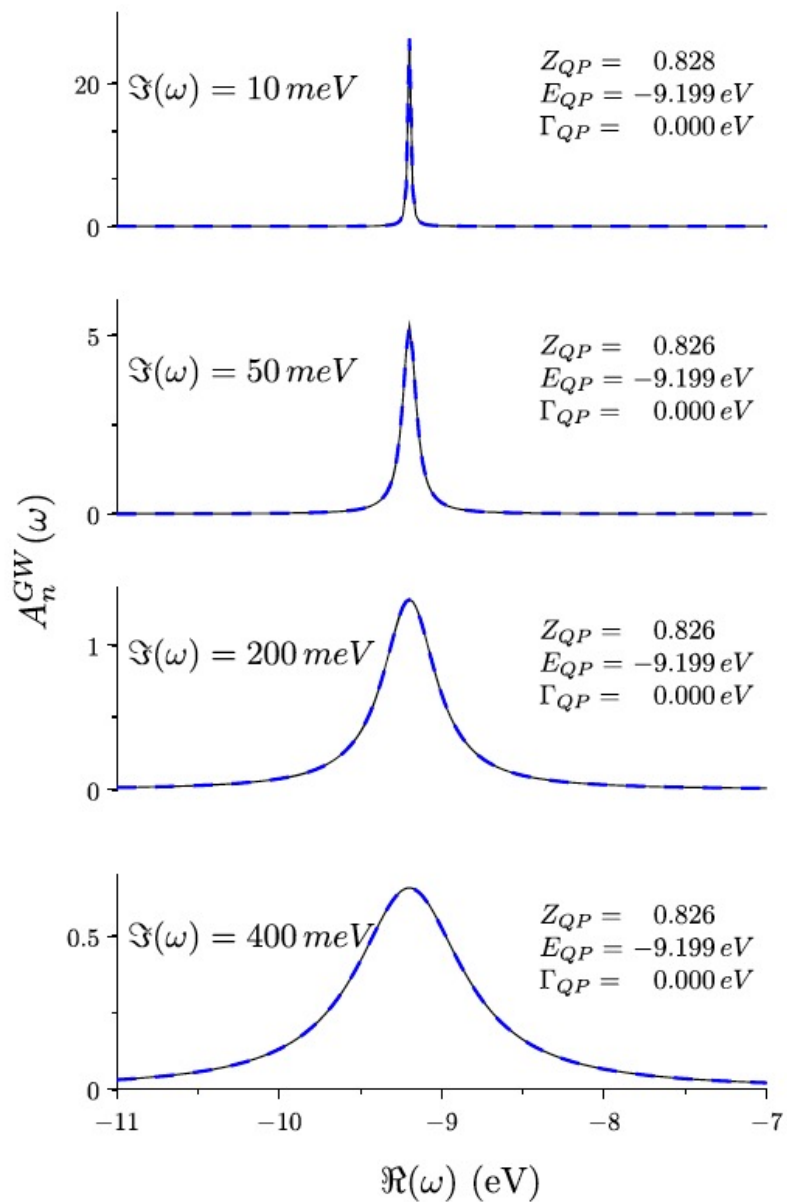 ℑ(ω) = 10 meV
Z_QP = 0.828
E_QP = −9.199 eV
Γ_QP = 0.000 eV
20
0
ℑ(ω) = 50 meV
Z_QP = 0.826
E_QP = −9.199 eV
Γ_QP = 0.000 eV
5
0
A_n^GW(ω)
ℑ(ω) = 200 meV
Z_QP = 0.826
E_QP = −9.199 eV
Γ_QP = 0.000 eV
1
0
ℑ(ω) = 400 meV
Z_QP = 0.826
E_QP = −9.199 eV
Γ_QP = 0.000 eV
0.5
0
−11 −10 −9 −8 −7
ℜ(ω) (eV)